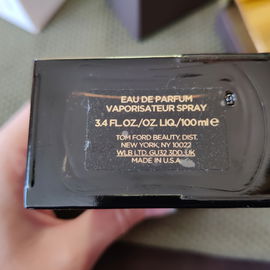 EAU DE PARFUM
VAPORISATEUR SPRAY
3.4 FL.OZ./OZ. LIQ./100 ml ℮
TOM FORD BEAUTY, DIST.
NEW YORK, NY 10022
WLB LTD. GU32 3DD, UK
MADE IN U.S.A.